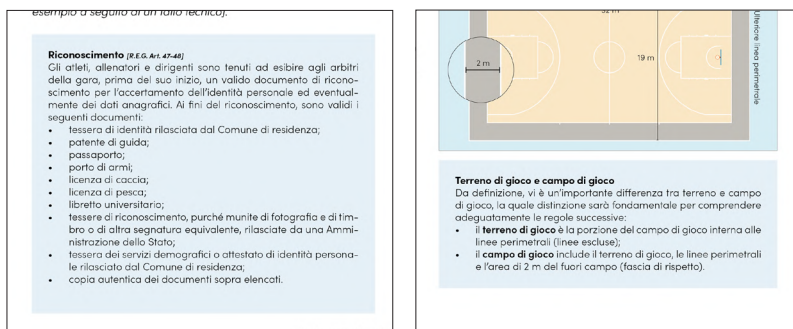 esempio a seguito di un fallo tecnico).
Riconoscimento [R.E.G. Art. 47-48]
Gli atleti, allenatori e dirigenti sono tenuti ad esibire agli arbitri
della gara, prima del suo inizio, un valido documento di ricono-
scimento per l'accertamento dell'identità personale ed eventual-
mente dei dati anagrafici. Ai fini del riconoscimento, sono validi i
seguenti documenti:
• tessera di identità rilasciata dal Comune di residenza;
• patente di guida;
• passaporto;
• porto di armi;
• licenza di caccia;
• licenza di pesca;
• libretto universitario;
• tessere di riconoscimento, purché munite di fotografia e di tim-
bro o di altra segnatura equivalente, rilasciate da una Ammi-
nistrazione dello Stato;
• tessera dei servizi demografici o attestato di identità persona-
le rilasciato dal Comune di residenza;
• copia autentica dei documenti sopra elencati.
32 m
2 m
19 m
Ulteriore linea perimetrale
Terreno di gioco e campo di gioco
Da definizione, vi è un'importante differenza tra terreno e campo
di gioco, la quale distinzione sarà fondamentale per comprendere
adeguatamente le regole successive:
• il terreno di gioco è la porzione del campo di gioco interna alle
linee perimetrali (linee escluse);
• il campo di gioco include il terreno di gioco, le linee perimetrali
e l'area di 2 m del fuori campo (fascia di rispetto).